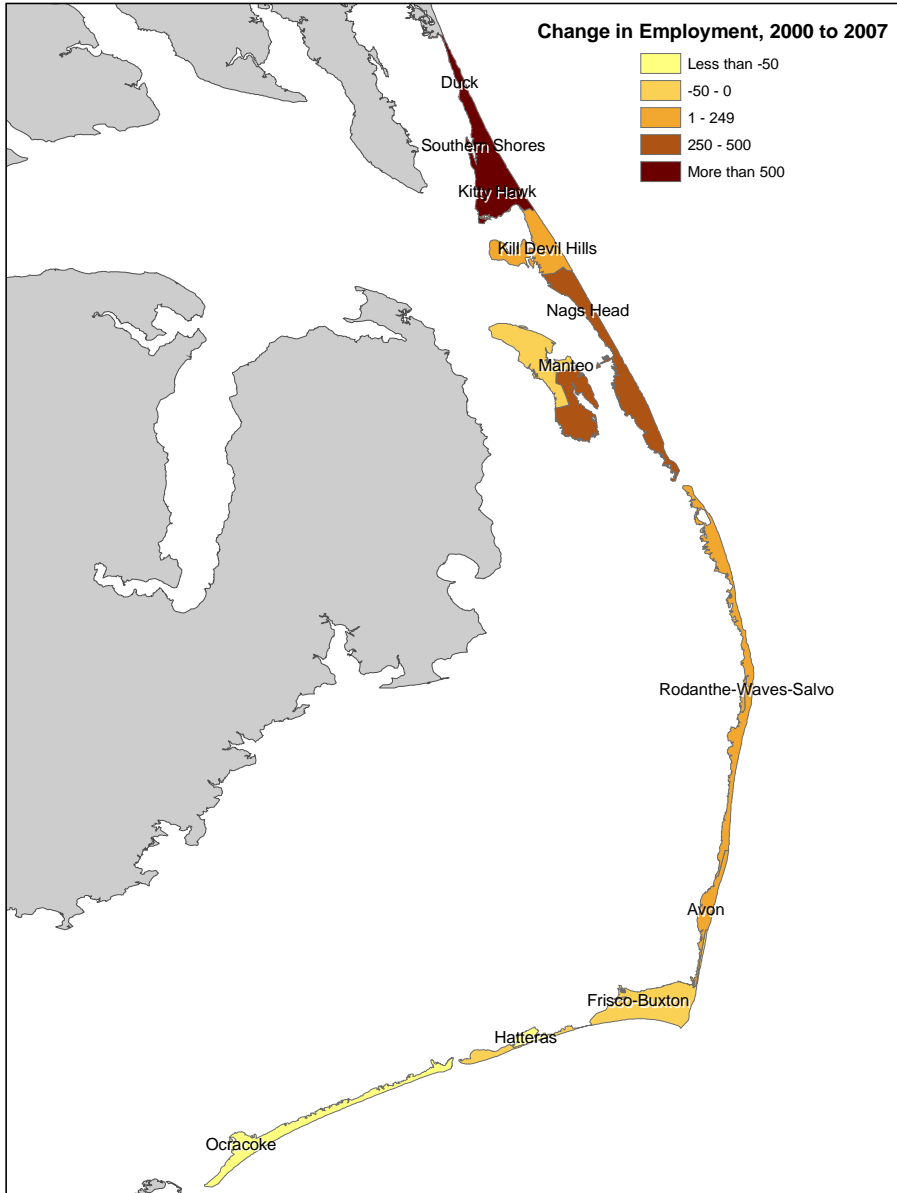 Change in Employment, 2000 to 2007
Less than -50
-50 - 0
1 - 249
250 - 500
More than 500
Duck
Southern Shores
Kitty Hawk
Kill Devil Hills
Nags Head
Manteo
Rodanthe-Waves-Salvo
Avon
Frisco-Buxton
Hatteras
Ocracoke